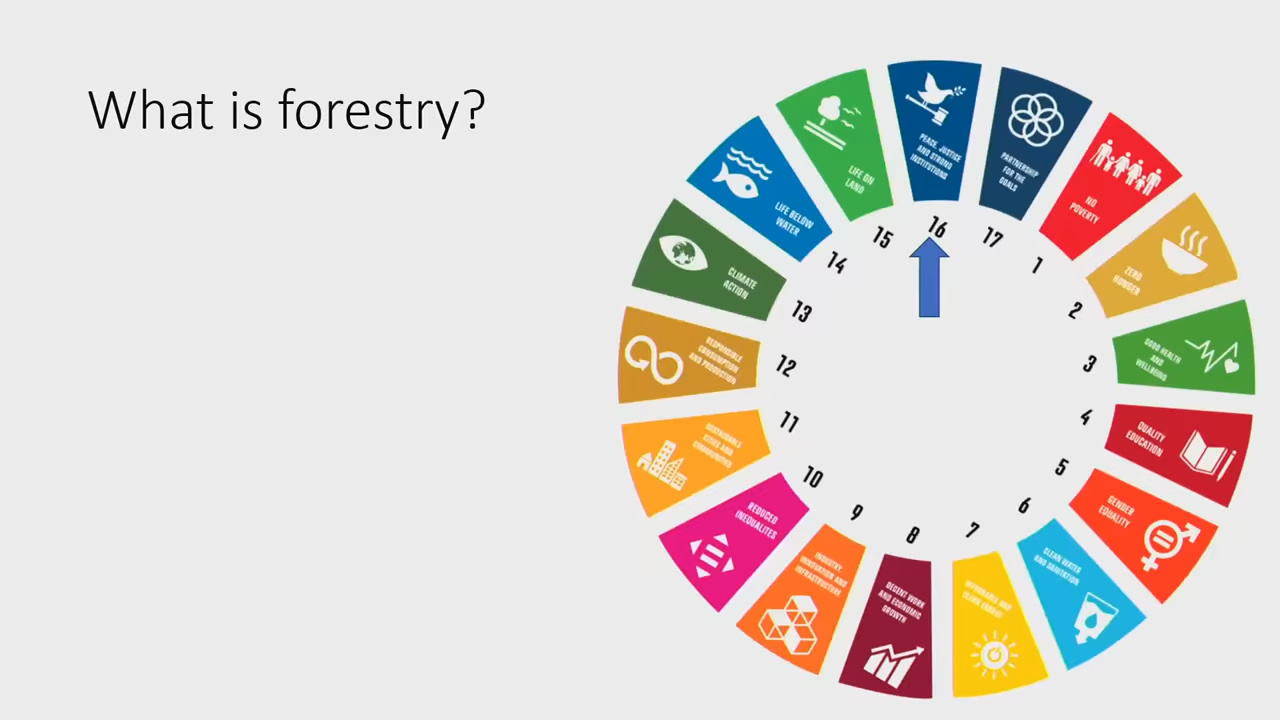 What is forestry?
PEACE, JUSTICE
AND STRONG
INSTITUTIONS
16
PARTNERSHIP
FOR THE
GOALS
17
NO
POVERTY
1
ZERO
HUNGER
2
GOOD HEALTH
AND
WELLBEING
3
QUALITY
EDUCATION
4
GENDER
EQUALITY
5
CLEAN WATER
AND SANITATION
6
AFFORDABLE AND
CLEAN ENERGY
7
DECENT WORK
AND ECONOMIC
GROWTH
8
INDUSTRY,
INNOVATION AND
INFRASTRUCTURE
9
REDUCED
INEQUALITES
10
SUSTAINABLE
CITIES AND
COMMUNITIES
11
RESPONSIBLE
CONSUMPTION
AND PRODUCTION
12
CLIMATE
ACTION
13
LIFE BELOW
WATER
14
LIFE ON
LAND
15